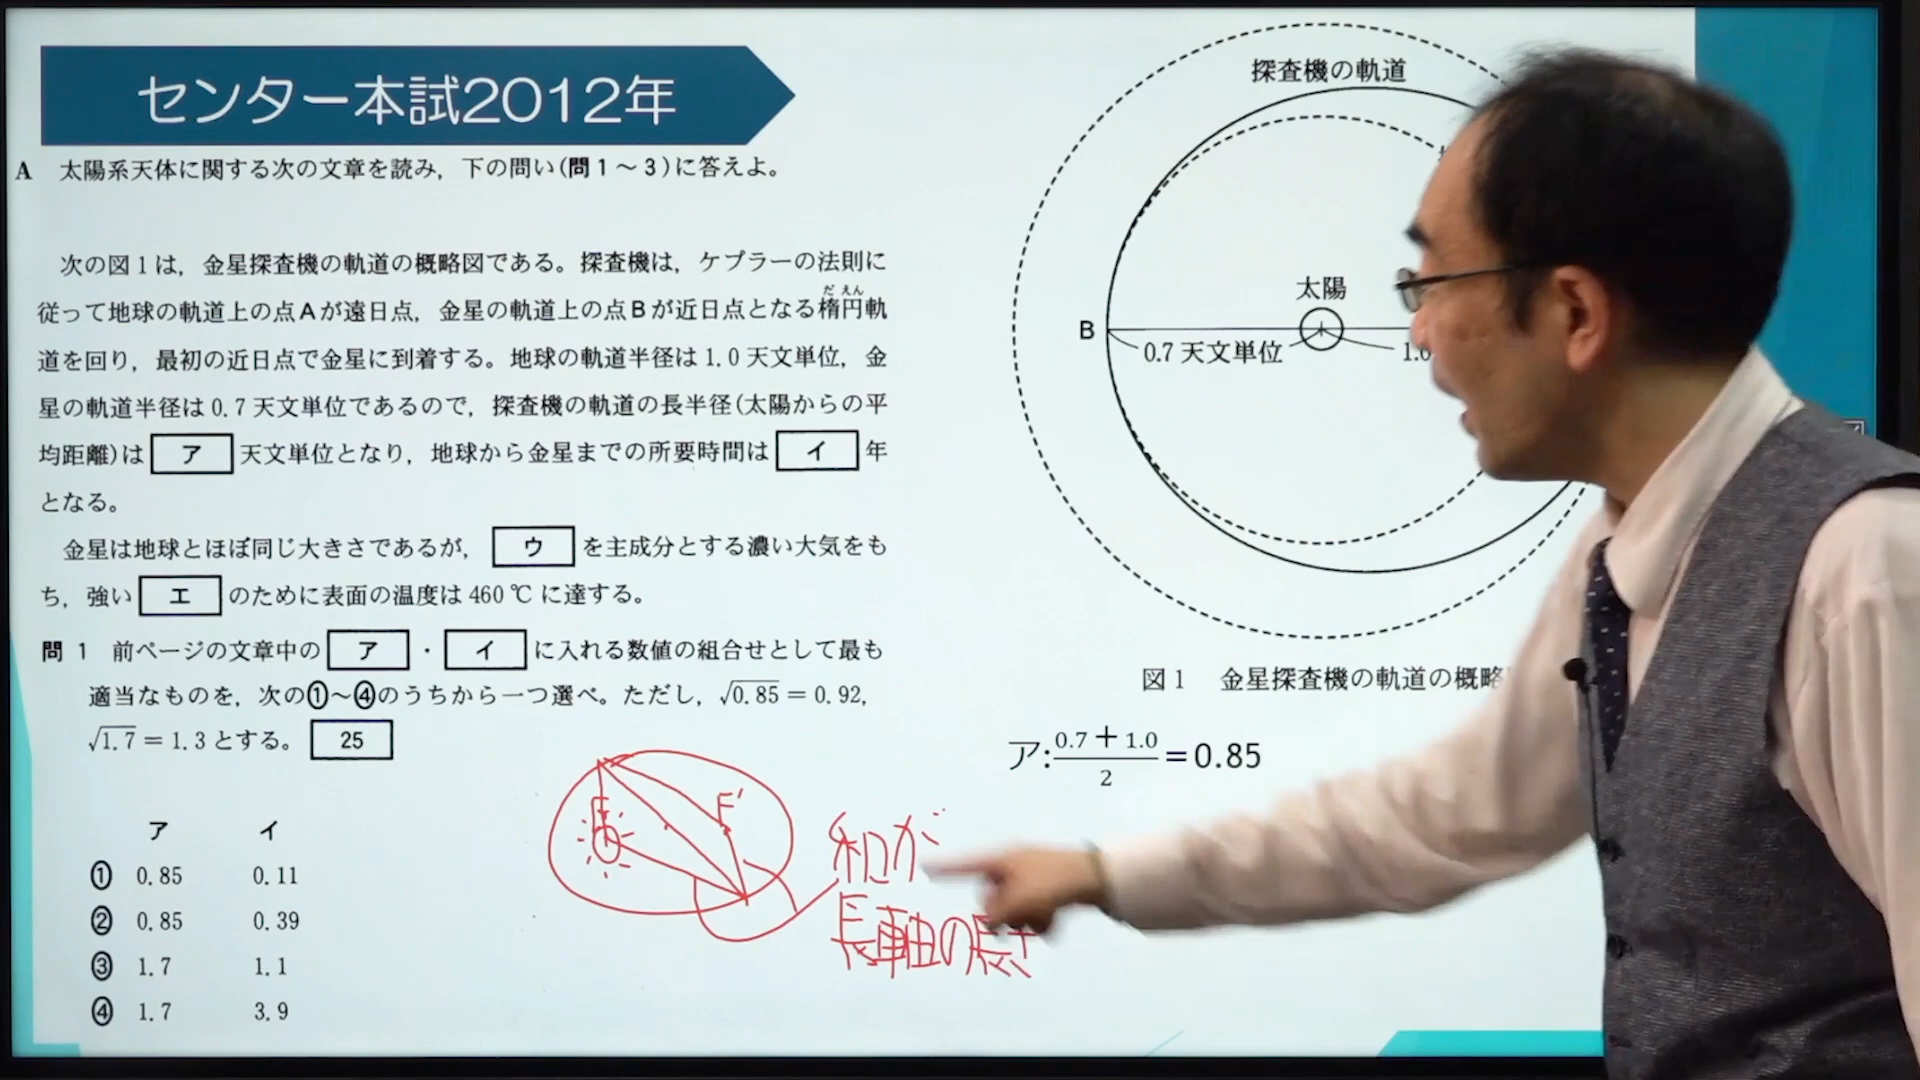 センター本試2012年
A 太陽系天体に関する次の文章を読み，下の問い(問1～3)に答えよ。
次の図1は，金星探査機の軌道の概略図である。探査機は，ケプラーの法則に
従って地球の軌道上の点Aが遠日点，金星の軌道上の点Bが近日点となる楕円軌
だ えん
道を回り，最初の近日点で金星に到着する。地球の軌道半径は1.0天文単位，金
星の軌道半径は0.7天文単位であるので，探査機の軌道の長半径(太陽からの平
均距離)は ア 天文単位となり，地球から金星までの所要時間は イ 年
となる。
金星は地球とほぼ同じ大きさであるが， ウ を主成分とする濃い大気をも
ち，強い エ のために表面の温度は460℃に達する。
問1 前ページの文章中の ア ・ イ に入れる数値の組合せとして最も
適当なものを，次の①～④のうちから一つ選べ。ただし，√0.85＝0.92，
√1.7＝1.3とする。 25
ア イ
① 0.85 0.11
② 0.85 0.39
③ 1.7 1.1
④ 1.7 3.9
探査機の軌道
太陽
B
0.7天文単位
1.0
図1 金星探査機の軌道の概略
ア:(0.7＋1.0)/2＝0.85
F
F'
和が
長軸の長さ